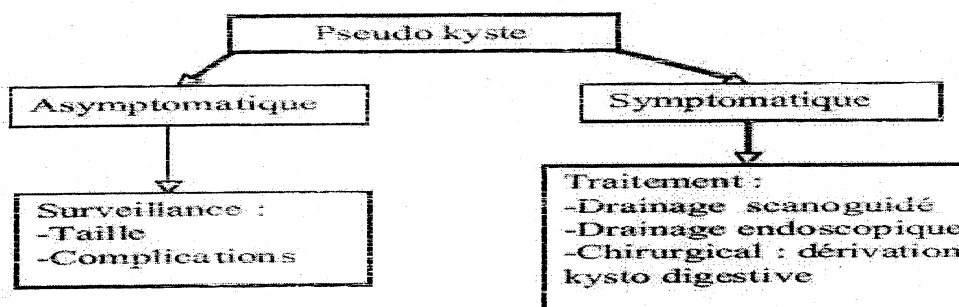 Pseudo kyste
Asymptomatique
Symptomatique
Surveillance :
-Taille
-Complications
Traitement :
-Drainage scanoguidé
-Drainage endoscopique
-Chirurgical : dérivation
kysto digestive